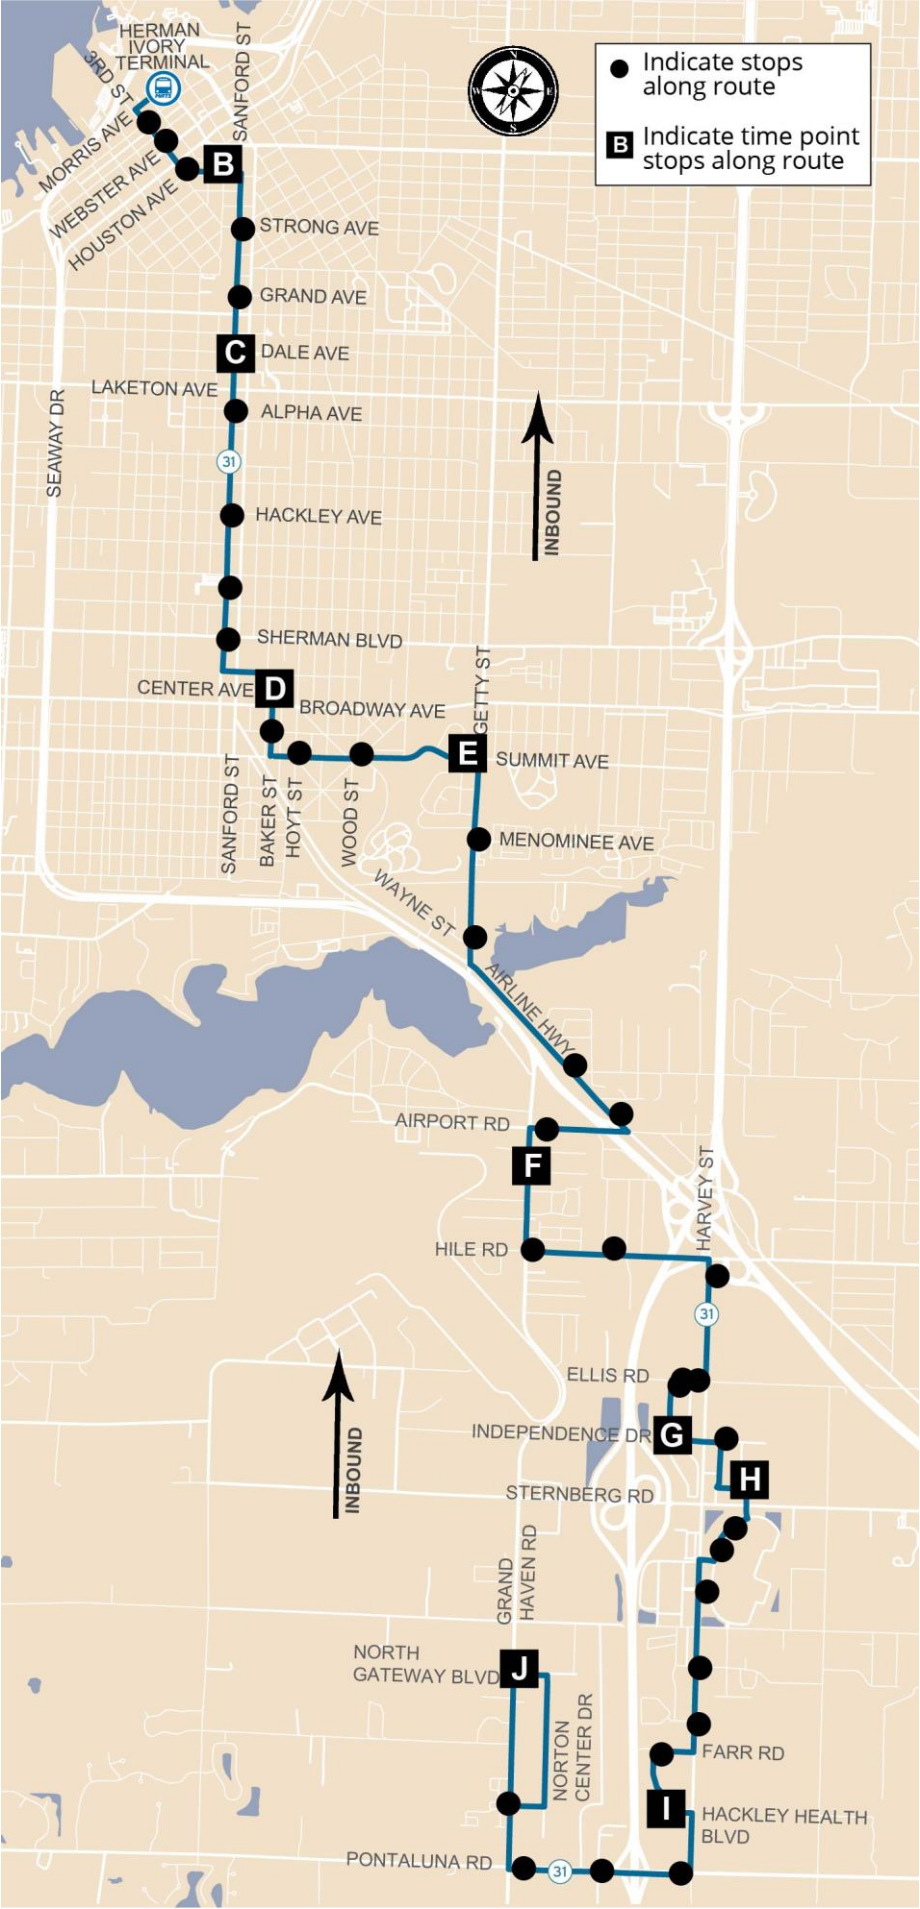 HERMAN
IVORY
TERMINAL
3RD ST
SANFORD ST
N
W
E
S
Indicate stops
along route
B
Indicate time point
stops along route
MORRIS AVE
B
WEBSTER AVE
HOUSTON AVE
STRONG AVE
GRAND AVE
C
DALE AVE
LAKETON AVE
ALPHA AVE
SEAWAY DR
31
INBOUND
HACKLEY AVE
SHERMAN BLVD
GETTY ST
CENTER AVE
D
BROADWAY AVE
E
SUMMIT AVE
SANFORD ST
BAKER ST
HOYT ST
WOOD ST
MENOMINEE AVE
WAYNE ST
AIRLINE HWY
AIRPORT RD
F
HARVEY ST
HILE RD
31
ELLIS RD
INBOUND
INDEPENDENCE DR
G
H
STERNBERG RD
GRAND
HAVEN RD
NORTH
GATEWAY BLVD
J
NORTON
CENTER DR
FARR RD
I
HACKLEY HEALTH
BLVD
PONTALUNA RD
31